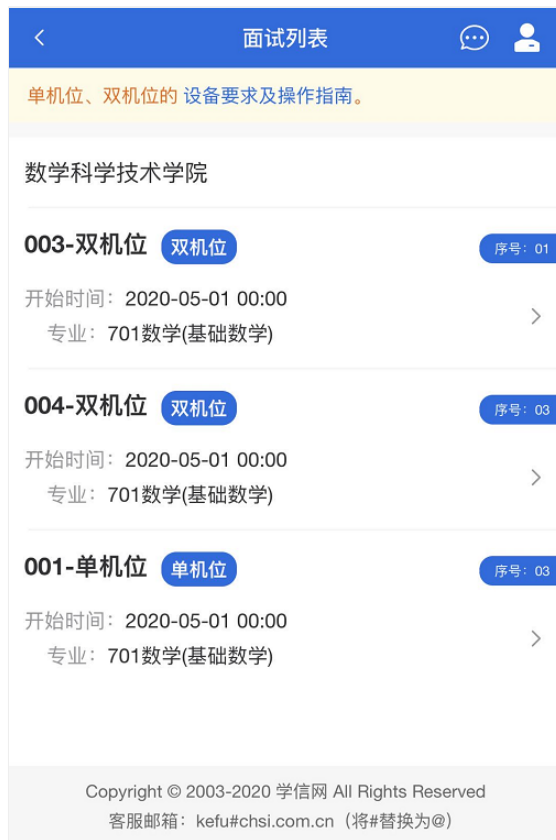 面试列表
单机位、双机位的 设备要求及操作指南。
数学科学技术学院
003-双机位 双机位 序号：01
开始时间：2020-05-01 00:00
专业：701数学(基础数学)
004-双机位 双机位 序号：03
开始时间：2020-05-01 00:00
专业：701数学(基础数学)
001-单机位 单机位 序号：03
开始时间：2020-05-01 00:00
专业：701数学(基础数学)
Copyright © 2003-2020 学信网 All Rights Reserved
客服邮箱：kefu#chsi.com.cn（将#替换为@）